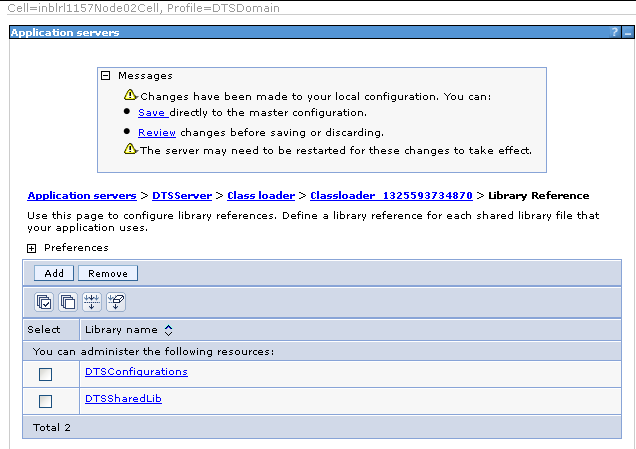 Cell=inblrl1157Node02Cell, Profile=DTSDomain
Application servers
? _
Messages
Changes have been made to your local configuration. You can:
Save directly to the master configuration.
Review changes before saving or discarding.
The server may need to be restarted for these changes to take effect.
Application servers > DTSServer > Class loader > Classloader_1325593734870 > Library Reference
Use this page to configure library references. Define a library reference for each shared library file that
your application uses.
Preferences
Add Remove
Select Library name
You can administer the following resources:
DTSConfigurations
DTSSharedLib
Total 2